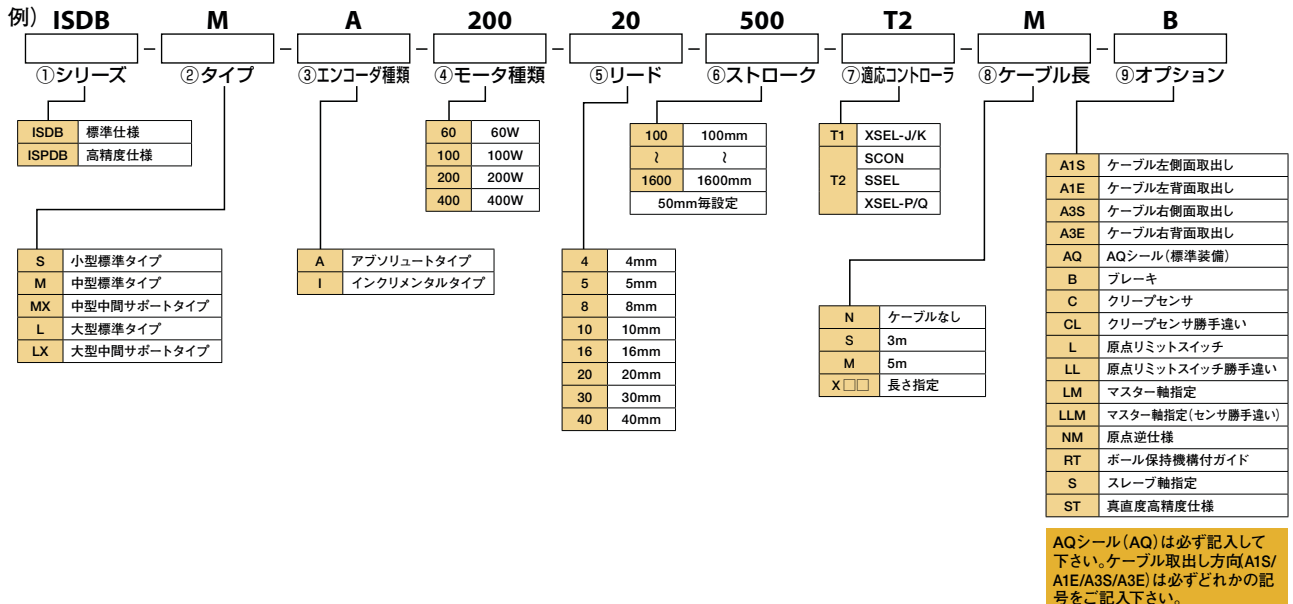 例) ISDB M A 200 20 500 T2 M B
－ － － － － － － －
①シリーズ ②タイプ ③エンコーダ種類 ④モータ種類 ⑤リード ⑥ストローク ⑦適応コントローラ ⑧ケーブル長 ⑨オプション
ISDB 標準仕様
ISPDB 高精度仕様
S 小型標準タイプ
M 中型標準タイプ
MX 中型中間サポートタイプ
L 大型標準タイプ
LX 大型中間サポートタイプ
A アブソリュートタイプ
I インクリメンタルタイプ
60 60W
100 100W
200 200W
400 400W
4 4mm
5 5mm
8 8mm
10 10mm
16 16mm
20 20mm
30 30mm
40 40mm
100 100mm
〜 〜
1600 1600mm
50mm毎設定
T1 XSEL-J/K
T2 SCON
SSEL
XSEL-P/Q
N ケーブルなし
S 3m
M 5m
X□□ 長さ指定
A1S ケーブル左側面取出し
A1E ケーブル左背面取出し
A3S ケーブル右側面取出し
A3E ケーブル右背面取出し
AQ AQシール(標準装備)
B ブレーキ
C クリープセンサ
CL クリープセンサ勝手違い
L 原点リミットスイッチ
LL 原点リミットスイッチ勝手違い
LM マスター軸指定
LLM マスター軸指定(センサ勝手違い)
NM 原点逆仕様
RT ボール保持機構付ガイド
S スレーブ軸指定
ST 真直度高精度仕様
AQシール(AQ)は必ず記入して
下さい。ケーブル取出し方向(A1S/
A1E/A3S/A3E)は必ずどれかの記
号をご記入下さい。